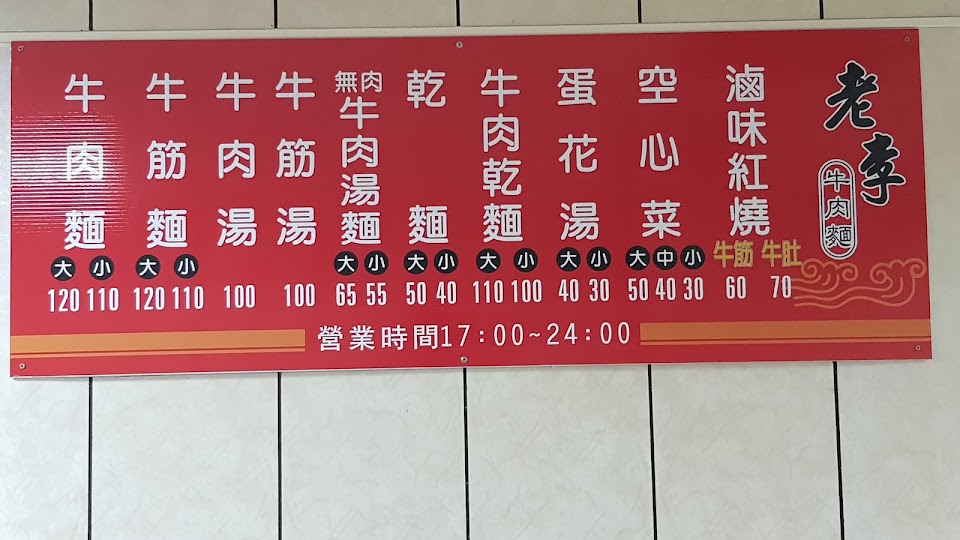 老李
牛肉麵
牛肉麵
大 小
120 110
牛筋麵
大 小
120 110
牛肉湯
100
牛筋湯
100
無肉
牛肉湯麵
大 小
65 55
乾麵
大 小
50 40
牛肉乾麵
大 小
110 100
蛋花湯
大 小
40 30
空心菜
大 中 小
50 40 30
滷味紅燒
牛筋 牛肚
60 70
營業時間17:00~24:00